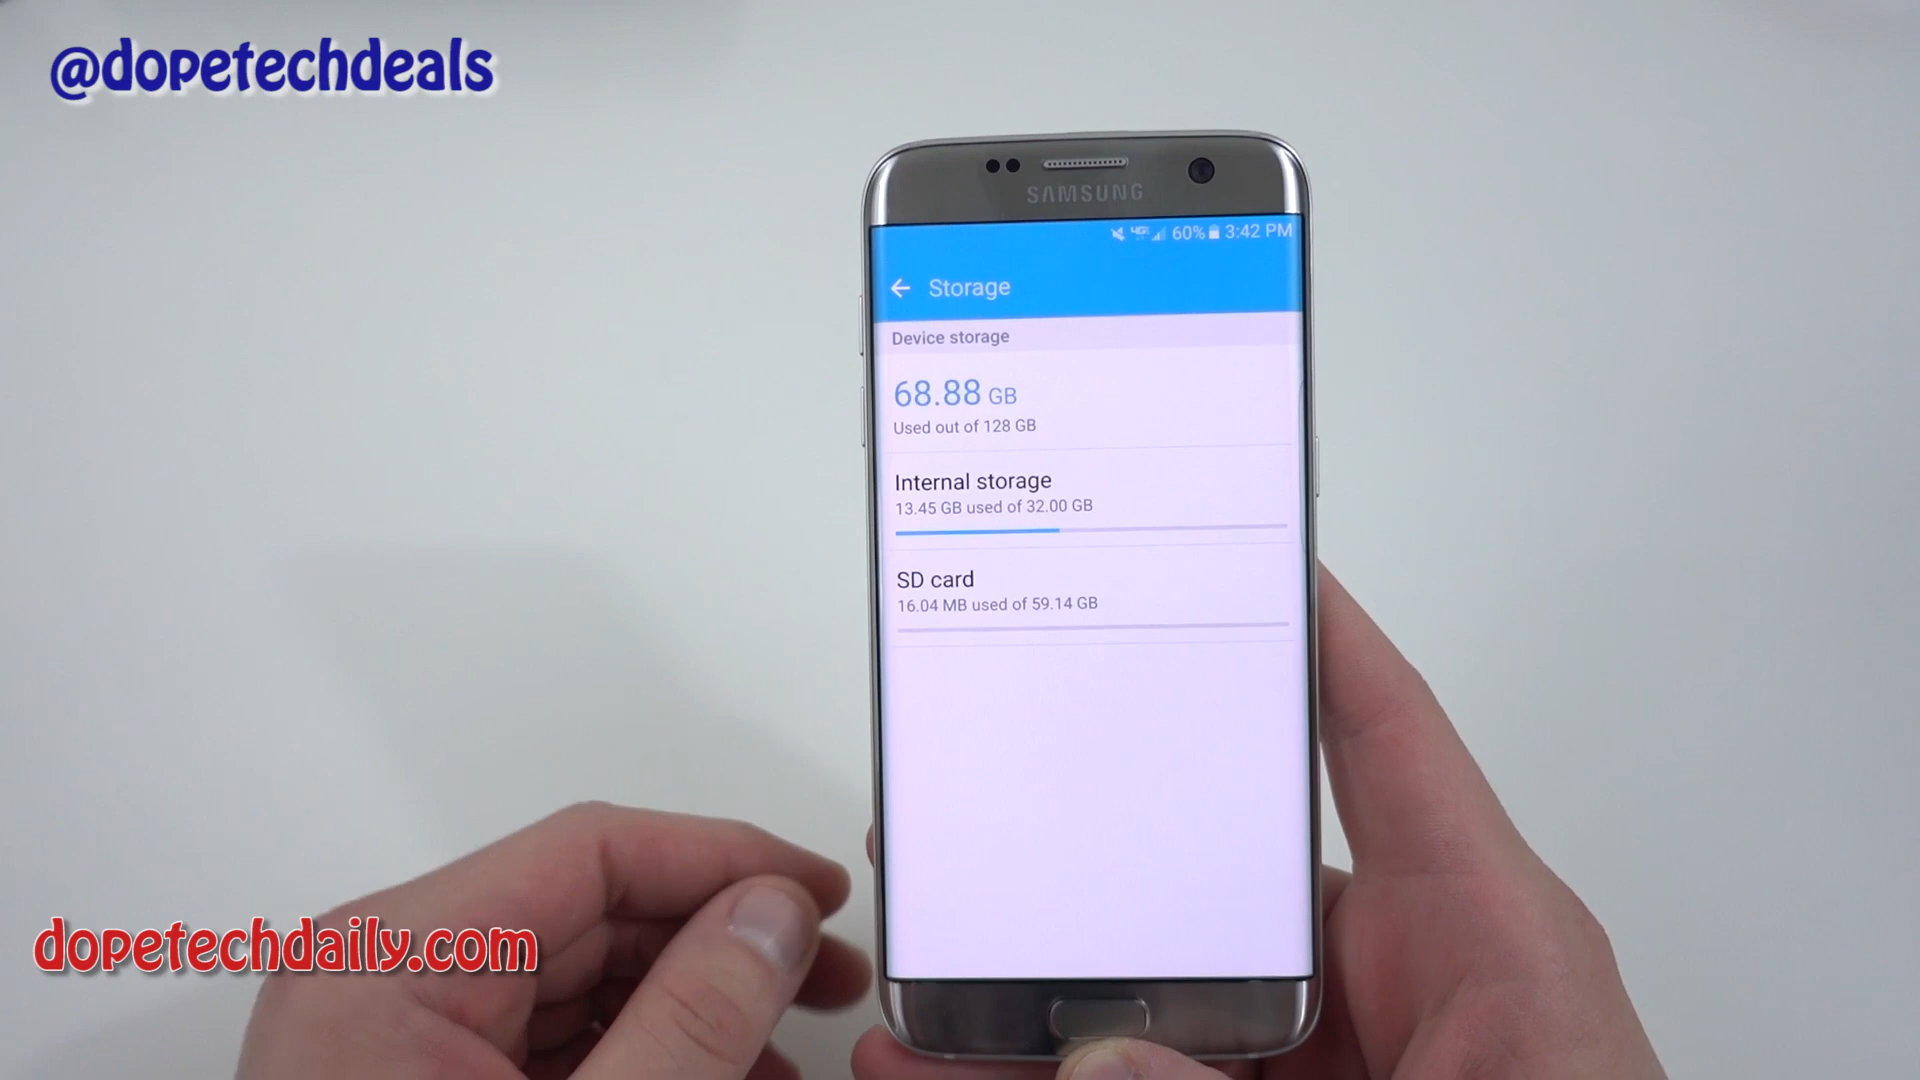 @dopetechdeals
SAMSUNG
4G 60% 3:42 PM
Storage
Device storage
68.88 GB
Used out of 128 GB
Internal storage
13.45 GB used of 32.00 GB
SD card
16.04 MB used of 59.14 GB
dopetechdaily.com